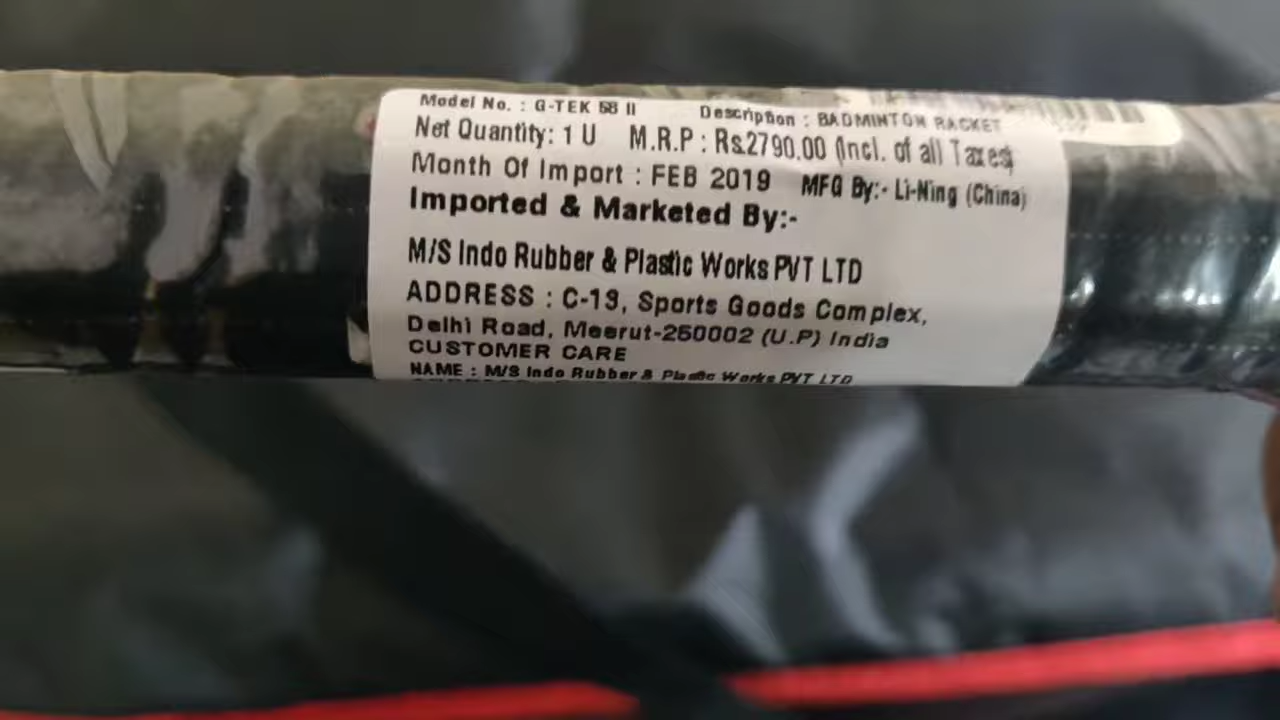 Model No. : G-TEK 58 II Description : BADMINTON RACKET
Net Quantity: 1 U M.R.P : Rs.2790.00 (Incl. of all Taxes)
Month Of Import : FEB 2019 MFG By:- Li-Ning (China)
Imported & Marketed By:-
M/S Indo Rubber & Plastic Works PVT LTD
ADDRESS : C-13, Sports Goods Complex,
Delhi Road, Meerut-250002 (U.P) India
CUSTOMER CARE
NAME : M/S Indo Rubber & Plastic Works PVT LTD